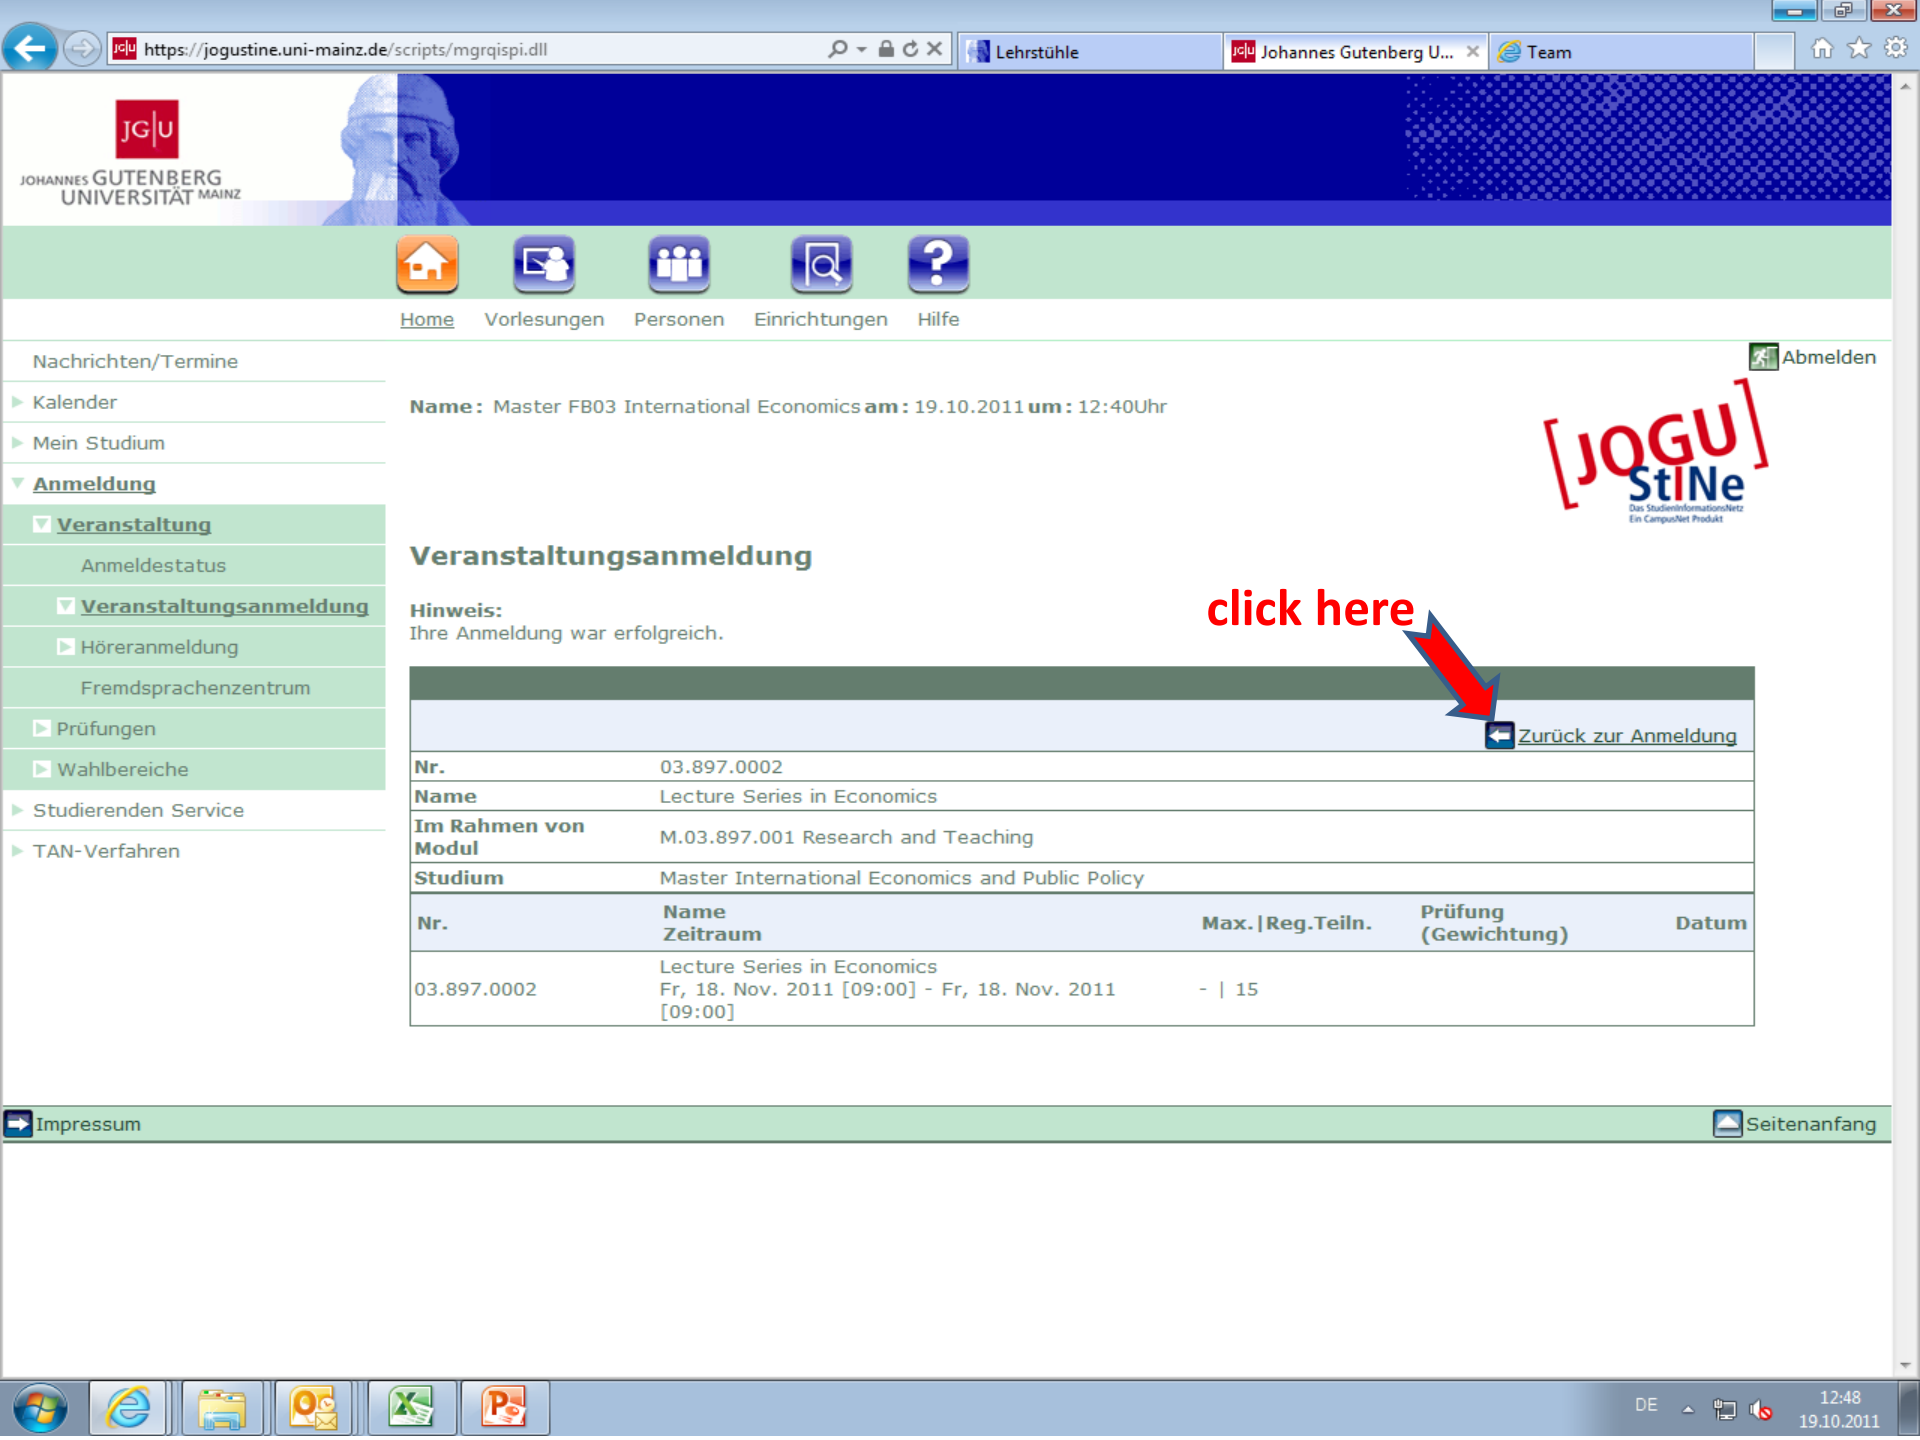 https://jogustine.uni-mainz.de/scripts/mgrqispi.dll
Lehrstühle
JG|U Johannes Gutenberg U...
Team
JG|U
JOHANNES GUTENBERG
UNIVERSITÄT MAINZ
Home Vorlesungen Personen Einrichtungen Hilfe
Abmelden
Nachrichten/Termine
Kalender
Mein Studium
Anmeldung
Veranstaltung
Anmeldestatus
Veranstaltungsanmeldung
Höreranmeldung
Fremdsprachenzentrum
Prüfungen
Wahlbereiche
Studierenden Service
TAN-Verfahren
Name: Master FB03 International Economics am: 19.10.2011 um: 12:40Uhr
[JOGU]
StINe
Das StudienInformationsNetz
Ein CampusNet Produkt
Veranstaltungsanmeldung
Hinweis:
Ihre Anmeldung war erfolgreich.
click here
Zurück zur Anmeldung
Nr. 03.897.0002
Name Lecture Series in Economics
Im Rahmen von
Modul
M.03.897.001 Research and Teaching
Studium Master International Economics and Public Policy
Nr.
Name
Zeitraum
Max.|Reg.Teiln.
Prüfung
(Gewichtung)
Datum
03.897.0002
Lecture Series in Economics
Fr, 18. Nov. 2011 [09:00] - Fr, 18. Nov. 2011
[09:00]
- | 15
Impressum
Seitenanfang
DE
12:48
19.10.2011